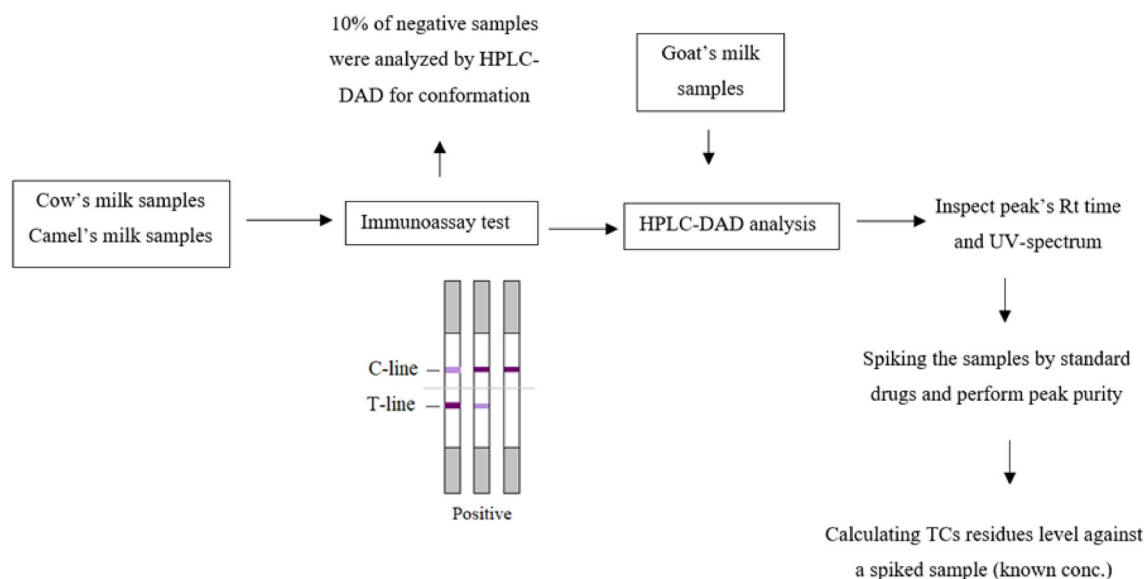 10% of negative samples
were analyzed by HPLC-
DAD for conformation
Goat's milk
samples
Cow's milk samples
Camel's milk samples
Immunoassay test
HPLC-DAD analysis
Inspect peak's Rt time
and UV-spectrum
C-line
T-line
Positive
Spiking the samples by standard
drugs and perform peak purity
Calculating TCs residues level against
a spiked sample (known conc.)